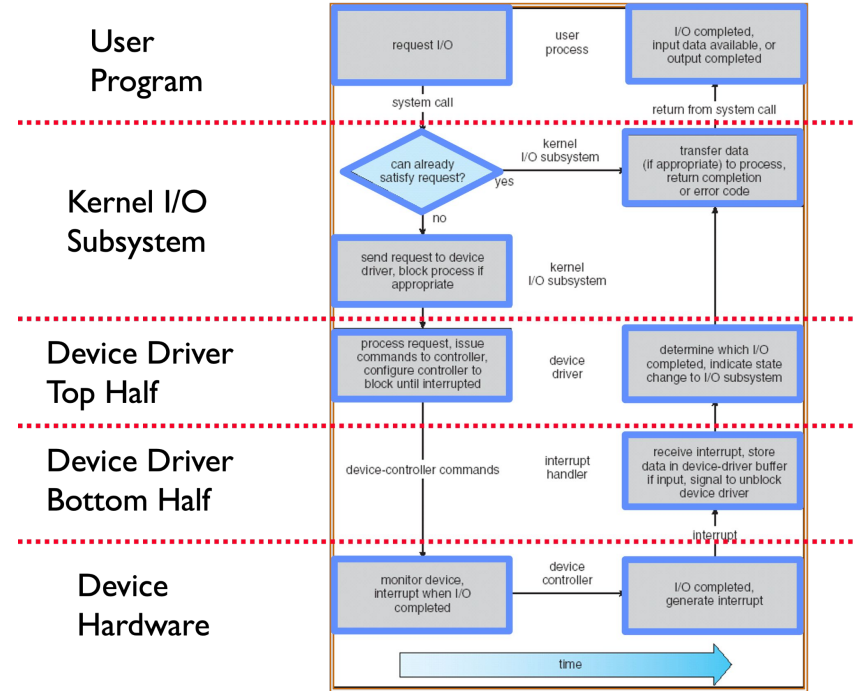 User
Program
request I/O
user
process
I/O completed,
input data available, or
output completed
system call
return from system call
Kernel I/O
Subsystem
can already
satisfy request?
yes
no
kernel
I/O subsystem
transfer data
(if appropriate) to process,
return completion
or error code
send request to device
driver, block process if
appropriate
kernel
I/O subsystem
Device Driver
Top Half
process request, issue
commands to controller,
configure controller to
block until interrupted
device
driver
determine which I/O
completed, indicate state
change to I/O subsystem
Device Driver
Bottom Half
device-controller commands
interrupt
handler
receive interrupt, store
data in device-driver buffer
if input, signal to unblock
device driver
interrupt
Device
Hardware
monitor device,
interrupt when I/O
completed
device
controller
I/O completed,
generate interrupt
time